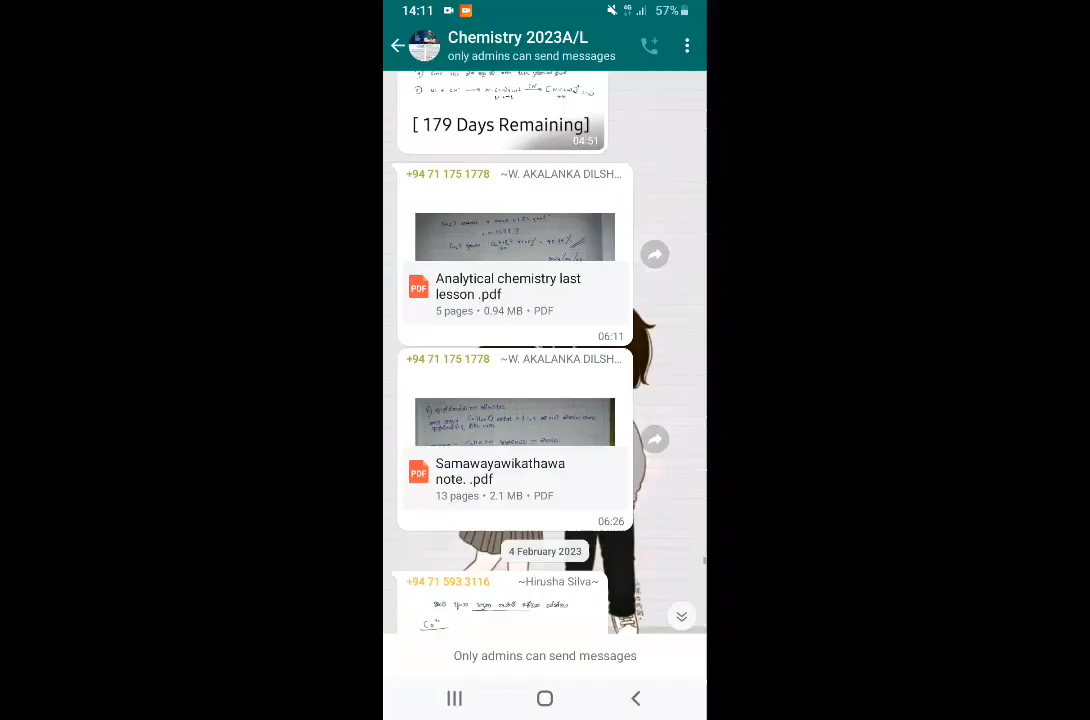 14:11
4G
57%
Chemistry 2023A/L
only admins can send messages
[ 179 Days Remaining]
04:51
+94 71 175 1778 ~W. AKALANKA DILSH...
PDF
Analytical chemistry last
lesson .pdf
5 pages • 0.94 MB • PDF
06:11
+94 71 175 1778 ~W. AKALANKA DILSH...
PDF
Samawayawikathawa
note. .pdf
13 pages • 2.1 MB • PDF
06:26
4 February 2023
+94 71 593 3116 ~Hirusha Silva~
Only admins can send messages